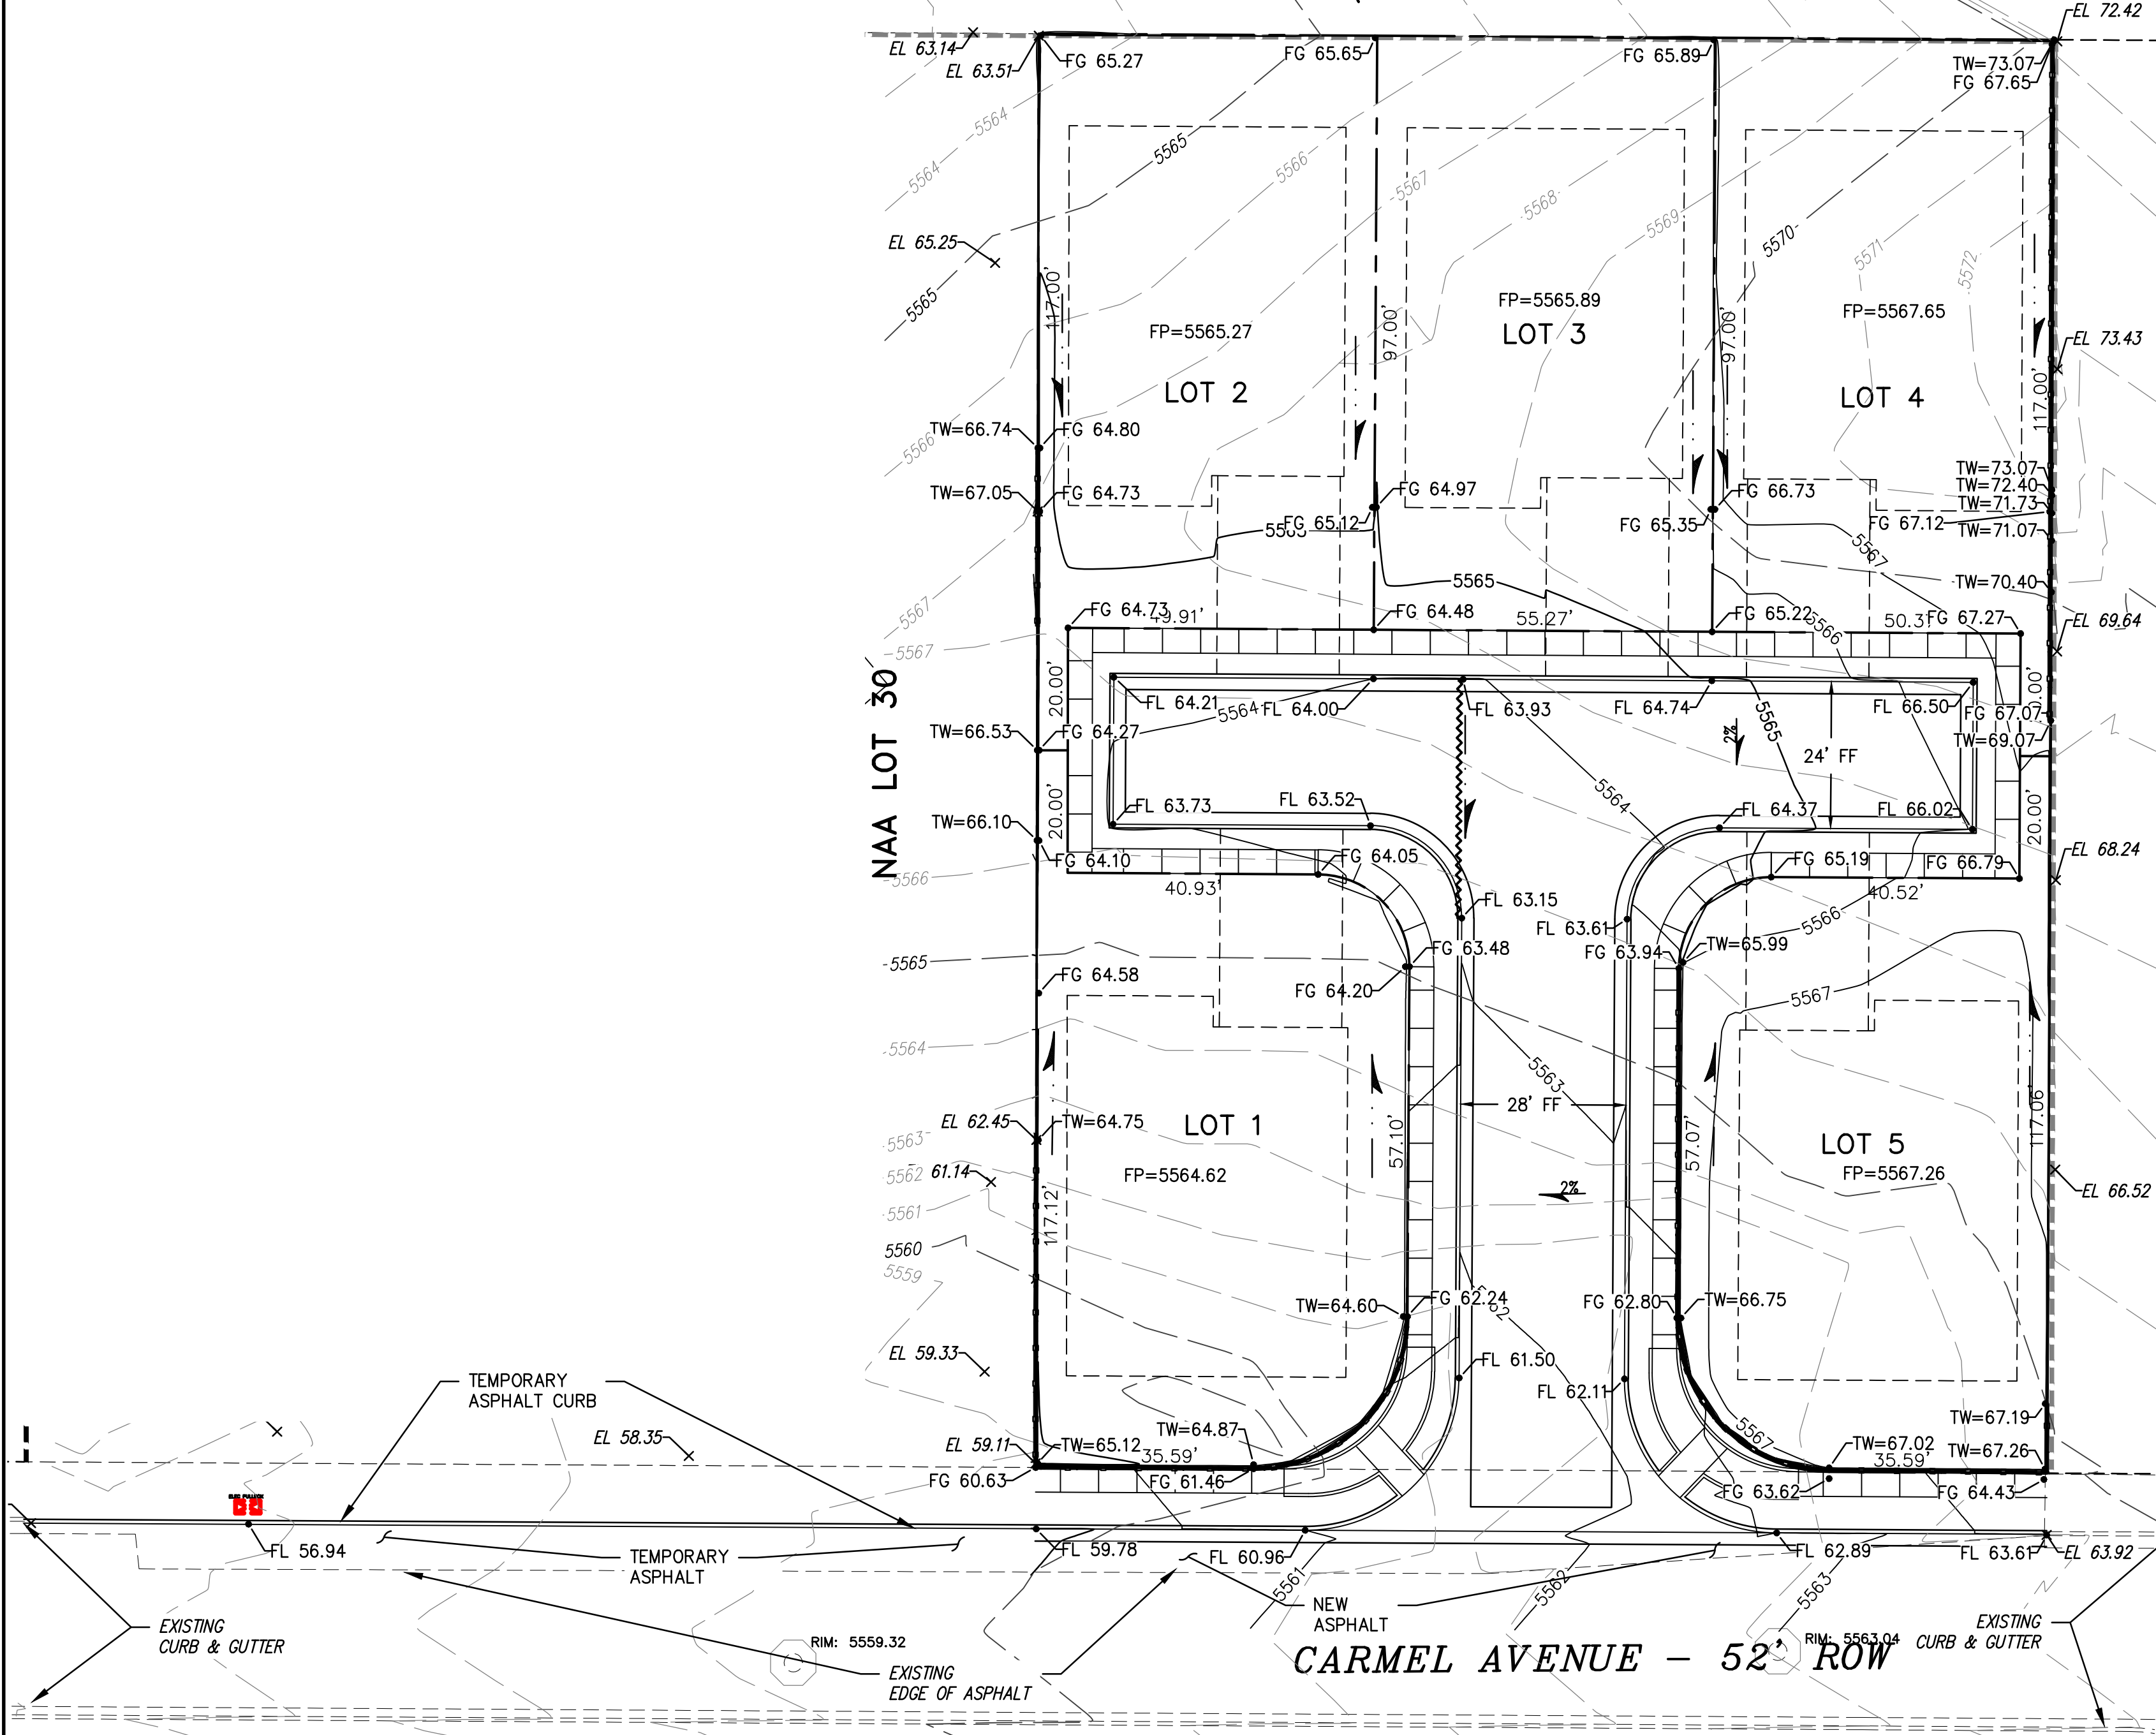 EL 72.42
EL 63.14
EL 63.51
FG 65.27
FG 65.65
FG 65.89
TW=73.07
FG 67.65
5564
5564
5565
5566
5567
5568
5569
5570
5571
5572
EL 65.25
5565
117.00'
FP=5565.27
LOT 2
97.00'
FP=5565.89
LOT 3
97.00'
FP=5567.65
LOT 4
EL 73.43
117.00'
TW=66.74
FG 64.80
5566
TW=67.05
FG 64.73
FG 64.97
FG 65.12
FG 66.73
FG 65.35
TW=73.07
TW=72.40
TW=71.73
FG 67.12
TW=71.07
5565
5567
5565
TW=70.40
5567
FG 64.73
49.91'
FG 64.48
55.27'
FG 65.22
5566
50.3
FG 67.27
EL 69.64
5567
NAA LOT 30
20.00'
FL 64.21
5564
FL 64.00
FL 63.93
FL 64.74
5565
FL 66.50
FG 67.07
TW=69.07
TW=66.53
FG 64.27
2%
24' FF
5564
20.00'
FL 63.73
FL 63.52
FL 64.37
FL 66.02
20.00'
TW=66.10
FG 64.10
FG 64.05
FG 65.19
FG 66.79
EL 68.24
5566
40.93'
40.52'
FL 63.15
FL 63.61
5566
5565
FG 63.48
FG 63.94
TW=65.99
FG 64.58
FG 64.20
5567
5564
5563
28' FF
EL 62.45
TW=64.75
LOT 1
57.10'
57.07'
LOT 5
117.06'
5563
5562
61.14
FP=5564.62
FP=5567.26
2%
EL 66.52
5561
117.12'
5560
5559
TW=64.60
FG 62.24
FG 62.80
TW=66.75
EL 59.33
FL 61.50
FL 62.11
TEMPORARY
ASPHALT CURB
EL 58.35
EL 59.11
TW=65.12
TW=64.87
35.59'
FG 60.63
FG 61.46
5567
TW=67.19
TW=67.02
TW=67.26
35.59'
FG 63.62
FG 64.43
FL 56.94
FL 59.78
FL 60.96
FL 62.89
FL 63.61
EL 63.92
TEMPORARY
ASPHALT
5561
5562
5563
NEW
ASPHALT
EXISTING
CURB & GUTTER
RIM: 5559.32
EXISTING
EDGE OF ASPHALT
CARMEL AVENUE - 52' ROW
RIM: 5563.04
EXISTING
CURB & GUTTER